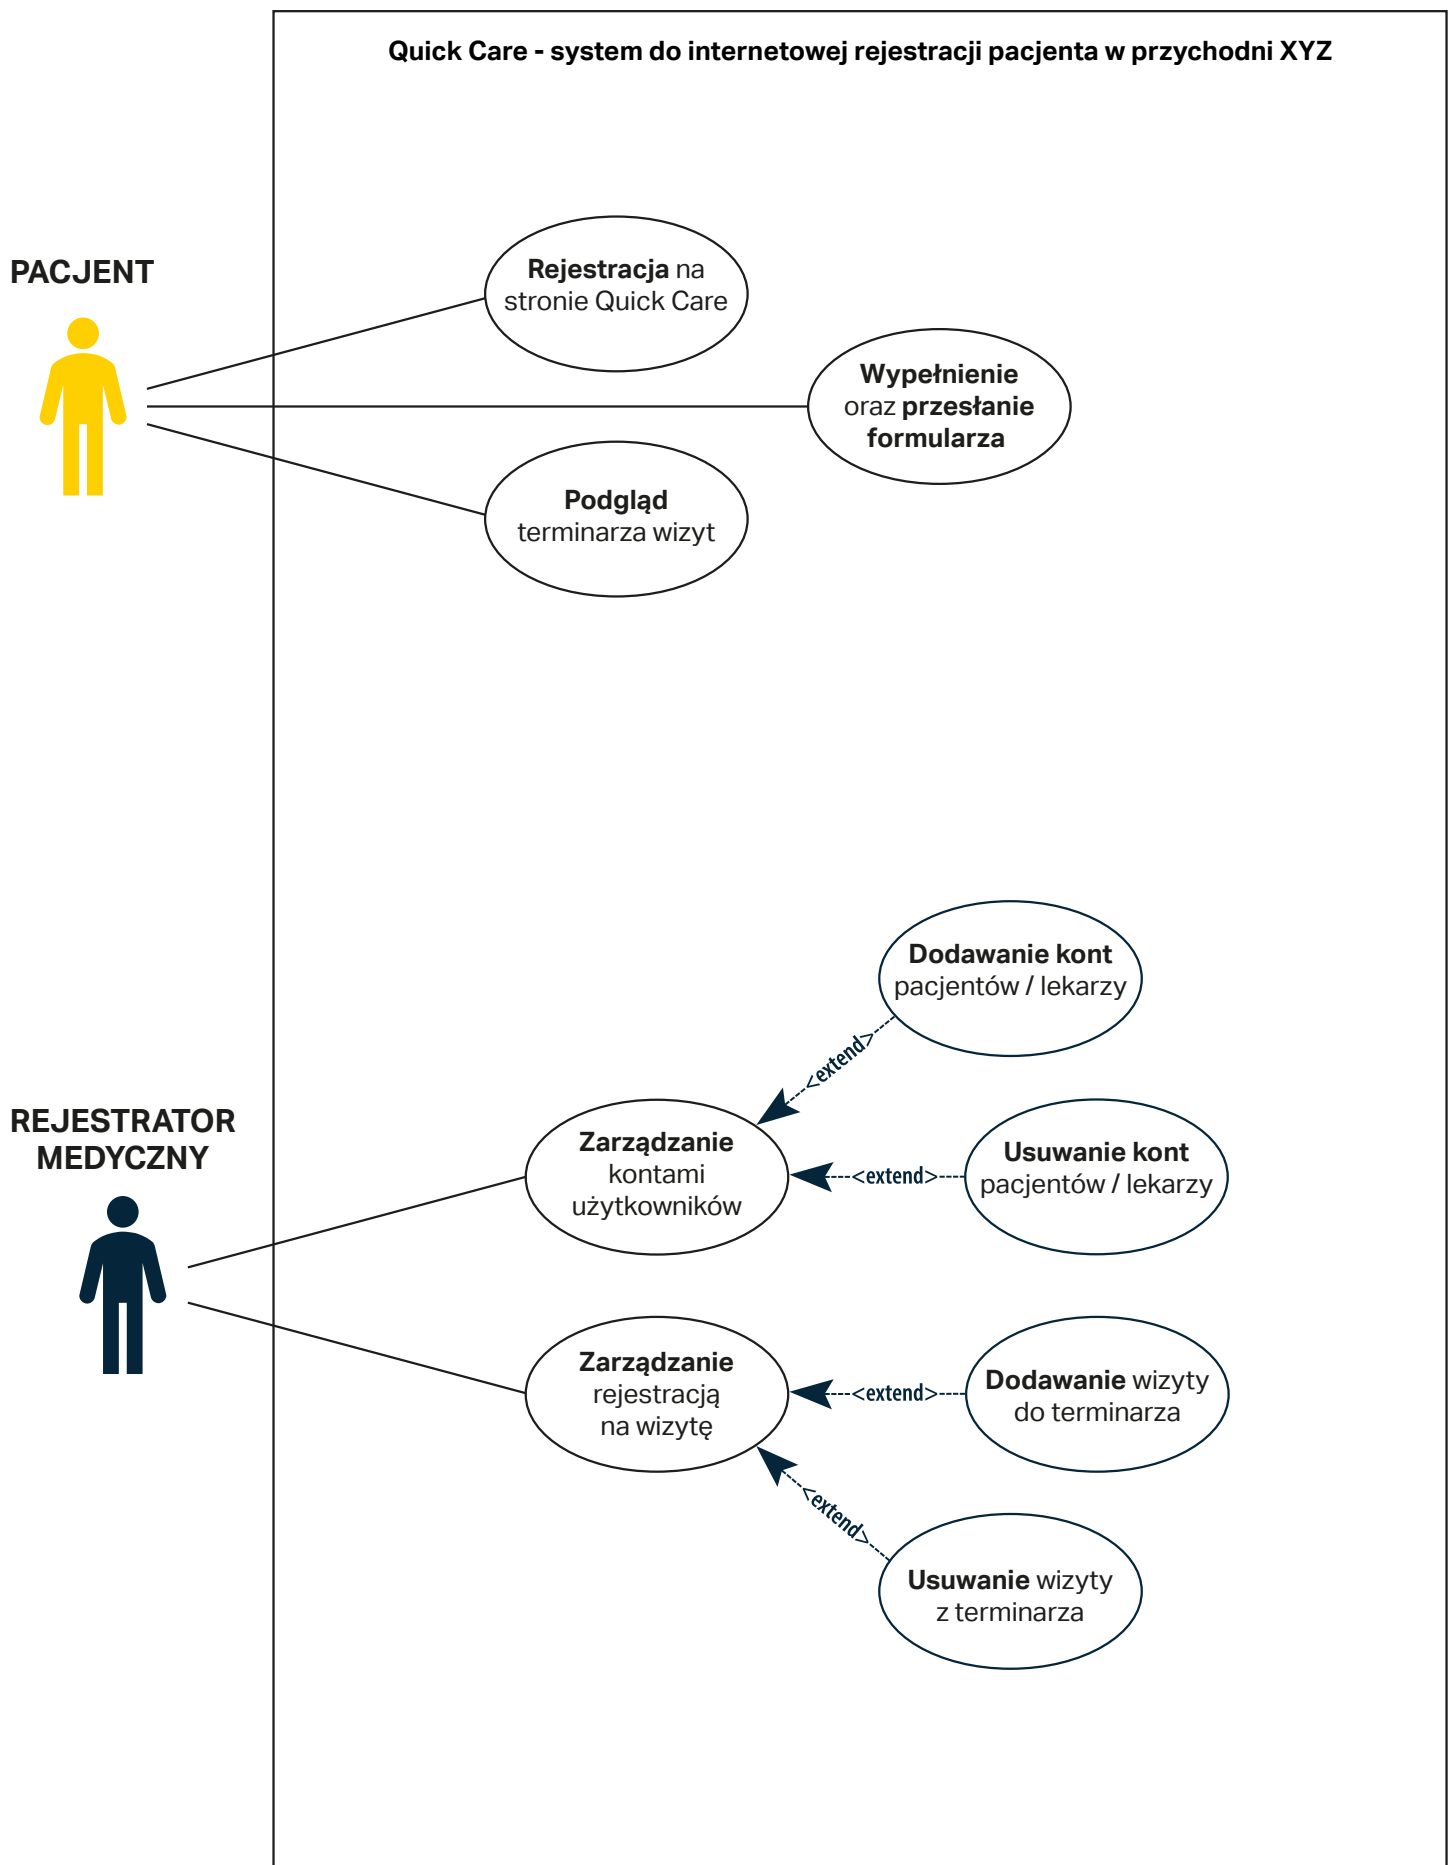 Quick Care - system do internetowej rejestracji pacjenta w przychodni XYZ
PACJENT
Rejestracja na
stronie Quick Care
Wypełnienie
oraz przesłanie
formularza
Podgląd
terminarza wizyt
REJESTRATOR
MEDYCZNY
Dodawanie kont
pacjentów / lekarzy
<extend>
Zarządzanie
kontami
użytkowników
<extend>
Usuwanie kont
pacjentów / lekarzy
Zarządzanie
rejestracją
na wizytę
<extend>
Dodawanie wizyty
do terminarza
<extend>
Usuwanie wizyty
z terminarza